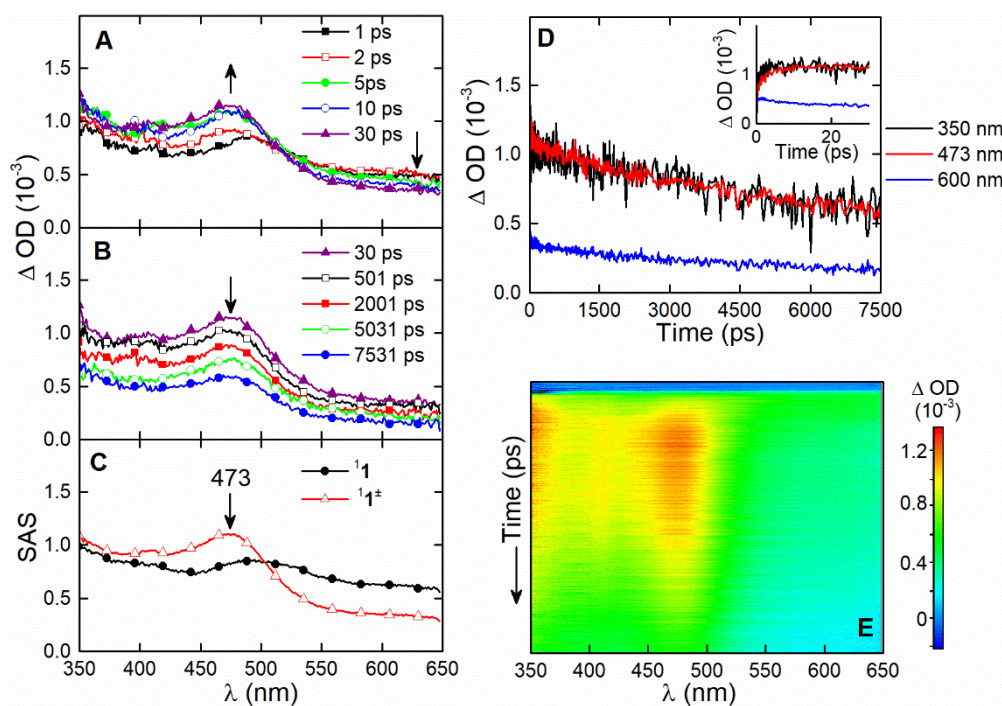 A
1 ps
2 ps
5ps
10 ps
30 ps
1.5
1.0
0.5
0.0
Δ OD (10⁻³)
B
30 ps
501 ps
2001 ps
5031 ps
7531 ps
1.5
1.0
0.5
0.0
C
473
¹1
¹1±
1.5
1.0
0.5
0.0
SAS
350 400 450 500 550 600 650
λ (nm)
D
1.5
1.0
0.5
0.0
Δ OD (10⁻³)
0 1500 3000 4500 6000 7500
Time (ps)
Δ OD (10⁻³)
1
0
0 20
Time (ps)
350 nm
473 nm
600 nm
Time (ps)
E
350 400 450 500 550 600 650
λ (nm)
Δ OD
(10⁻³)
1.2
0.8
0.4
0